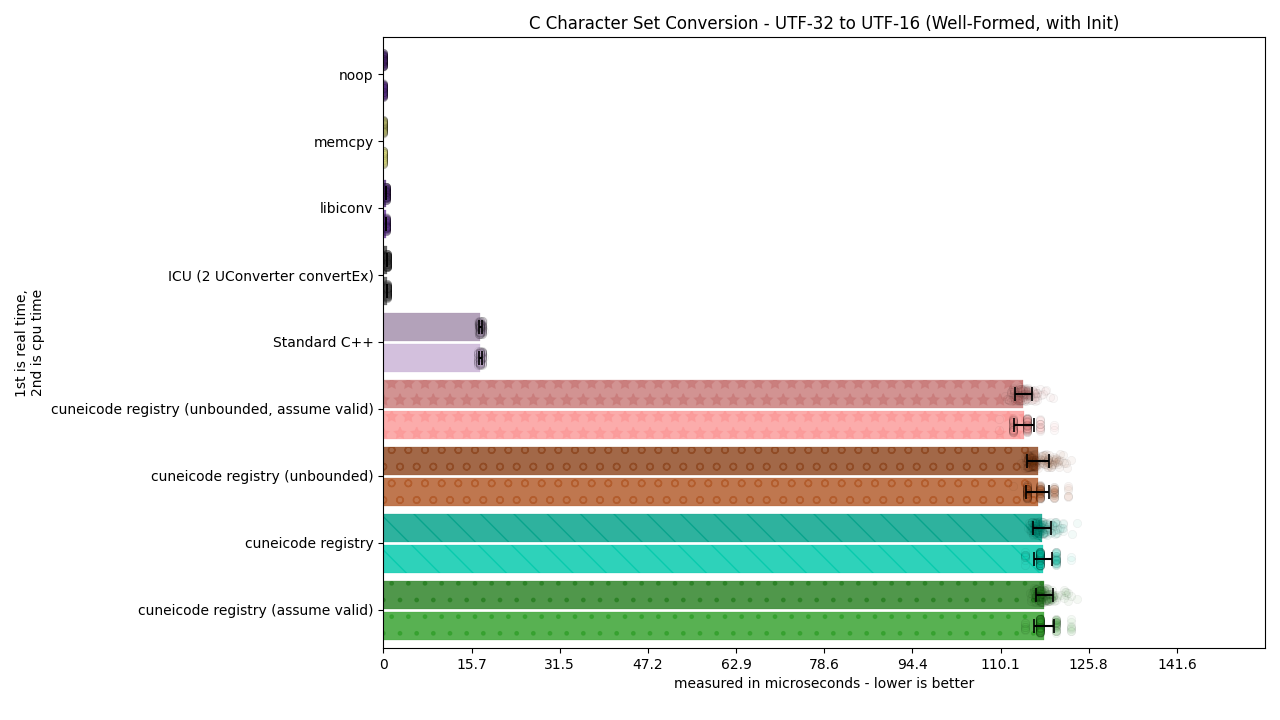 C Character Set Conversion - UTF-32 to UTF-16 (Well-Formed, with Init)
1st is real time,
2nd is cpu time
noop
memcpy
libiconv
ICU (2 UConverter convertEx)
Standard C++
cuneicode registry (unbounded, assume valid)
cuneicode registry (unbounded)
cuneicode registry
cuneicode registry (assume valid)
0 15.7 31.5 47.2 62.9 78.6 94.4 110.1 125.8 141.6
measured in microseconds - lower is better